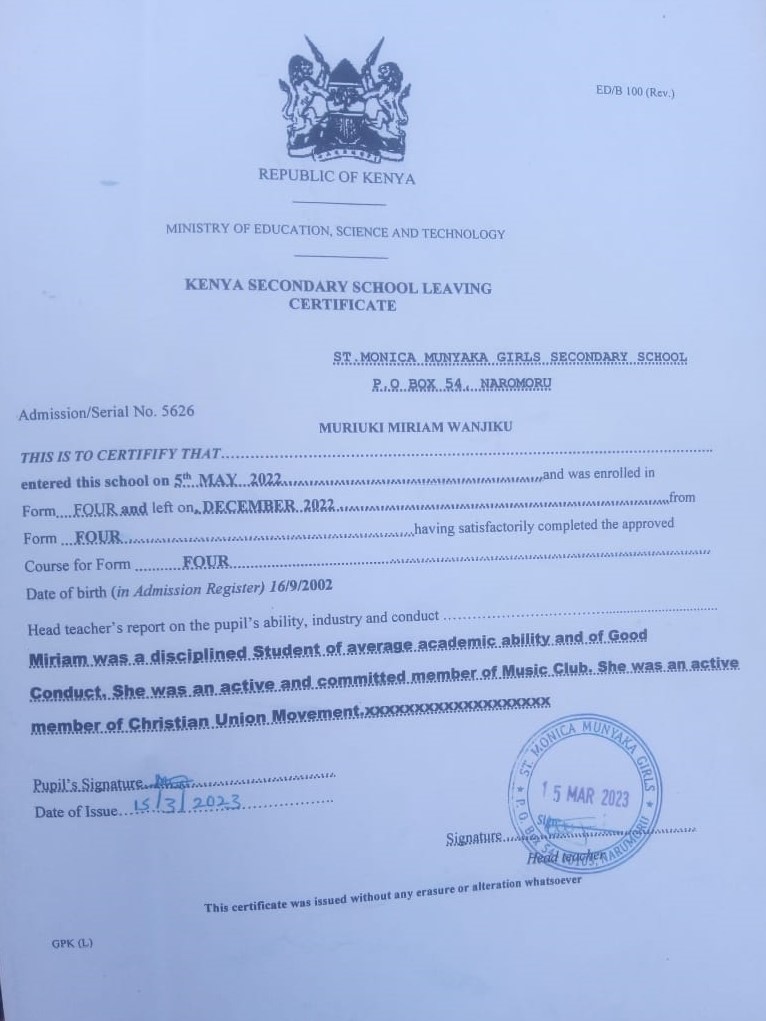 ED/B 100 (Rev.)
REPUBLIC OF KENYA
MINISTRY OF EDUCATION, SCIENCE AND TECHNOLOGY
KENYA SECONDARY SCHOOL LEAVING
CERTIFICATE
ST.MONICA MUNYAKA GIRLS SECONDARY SCHOOL
P.O BOX 54, NAROMORU
Admission/Serial No. 5626
MURIUKI MIRIAM WANJIKU
THIS IS TO CERTIFIFY THAT
entered this school on 5th MAY 2022 and was enrolled in
Form FOUR and left on, DECEMBER 2022 from
Form FOUR having satisfactorily completed the approved
Course for Form FOUR
Date of birth (in Admission Register) 16/9/2002
Head teacher's report on the pupil's ability, industry and conduct
Miriam was a disciplined Student of average academic ability and of Good
Conduct. She was an active and committed member of Music Club. She was an active
member of Christian Union Movement.xxxxxxxxxxxxxxxxxxxx
Pupil's Signature
Date of Issue 15/3/2023
ST. MONICA MUNYAKA GIRLS
15 MAR 2023
P.O. Box 54 NARUMORU
Signature
Head teacher
This certificate was issued without any erasure or alteration whatsoever
GPK (L)